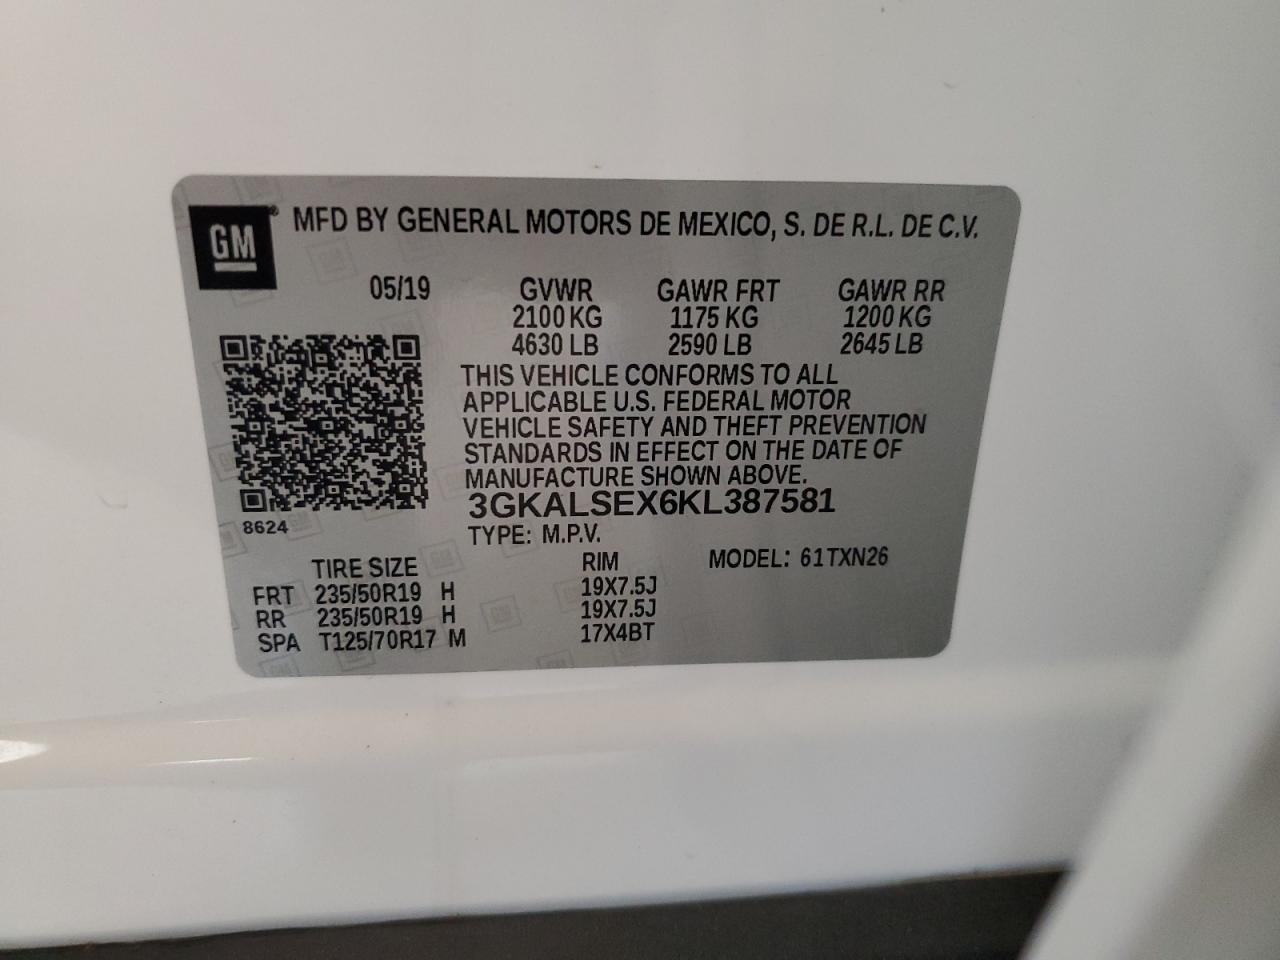 GM® MFD BY GENERAL MOTORS DE MEXICO, S. DE R.L. DE C.V.
05/19 GVWR GAWR FRT GAWR RR
2100 KG 1175 KG 1200 KG
4630 LB 2590 LB 2645 LB
THIS VEHICLE CONFORMS TO ALL
APPLICABLE U.S. FEDERAL MOTOR
VEHICLE SAFETY AND THEFT PREVENTION
STANDARDS IN EFFECT ON THE DATE OF
MANUFACTURE SHOWN ABOVE.
3GKALSEX6KL387581
8624
TYPE: M.P.V.
TIRE SIZE RIM MODEL: 61TXN26
FRT 235/50R19 H 19X7.5J
RR 235/50R19 H 19X7.5J
SPA T125/70R17 M 17X4BT